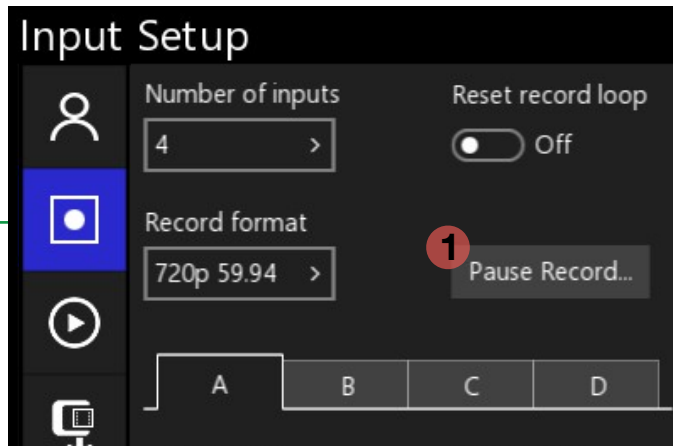 Input Setup
Number of inputs
Reset record loop
4 >
Off
Record format
1
720p 59.94 >
Pause Record...
A B C D